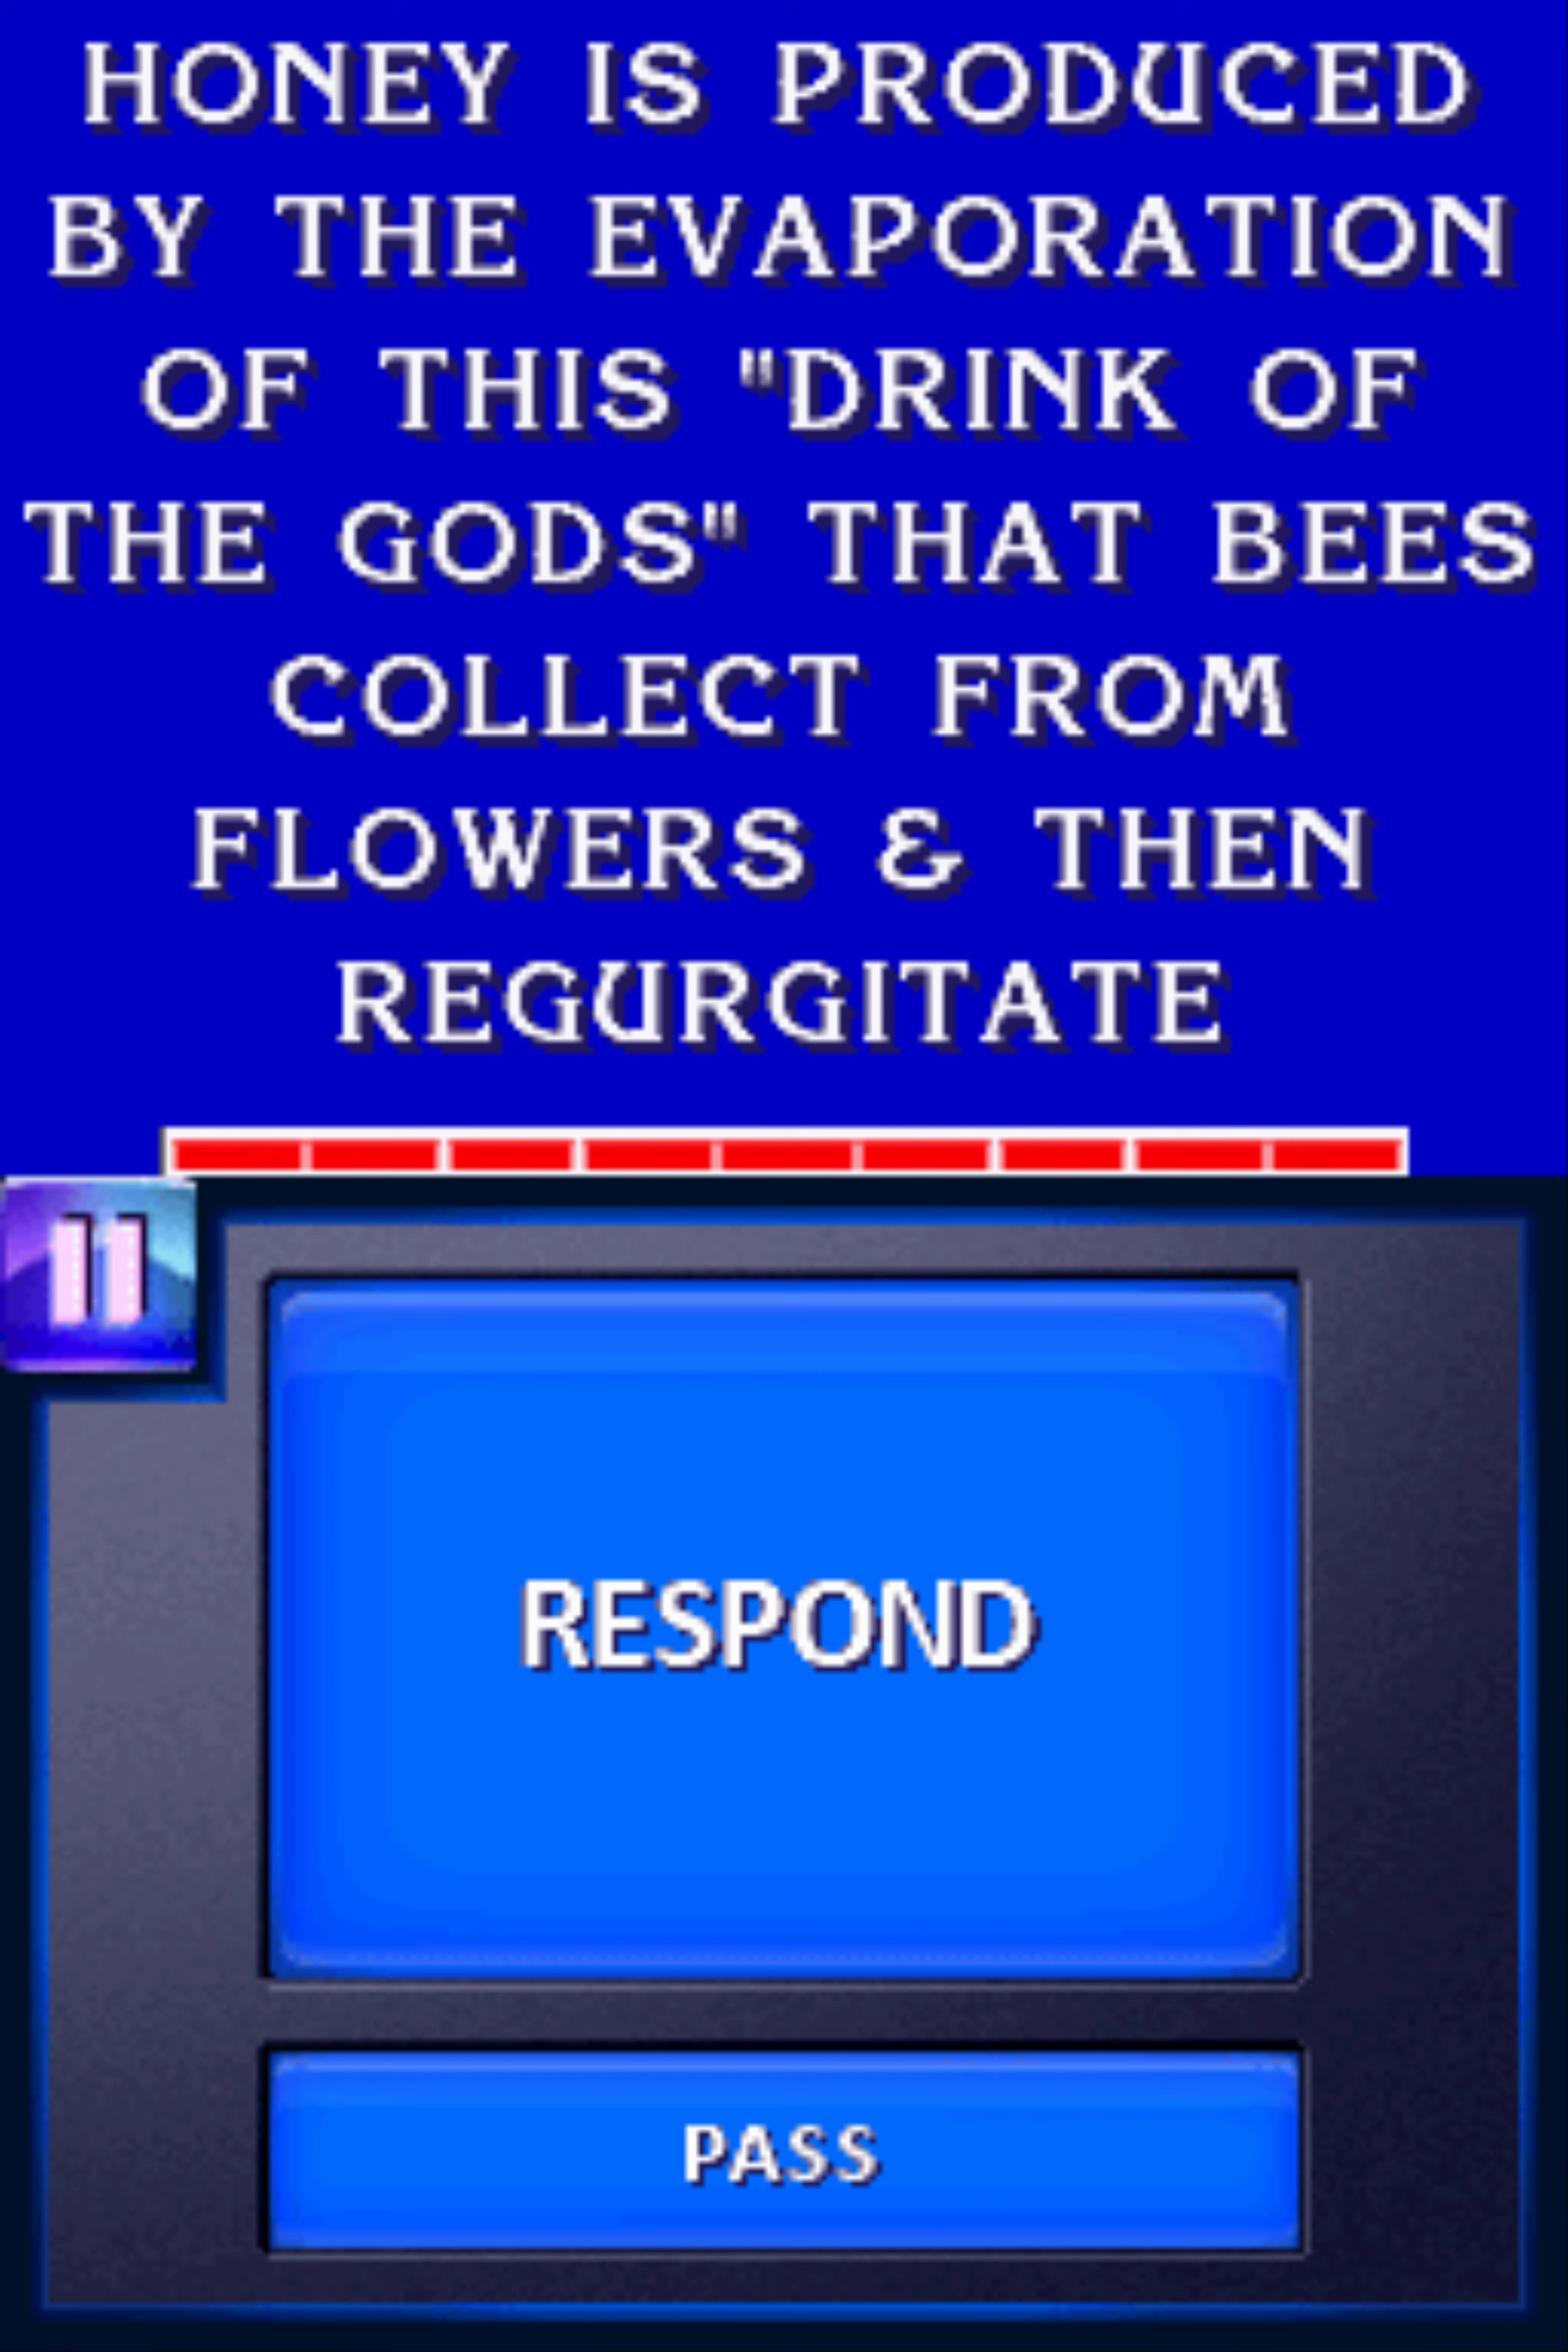 HONEY IS PRODUCED
BY THE EVAPORATION
OF THIS "DRINK OF
THE GODS" THAT BEES
COLLECT FROM
FLOWERS & THEN
REGURGITATE
RESPOND
PASS